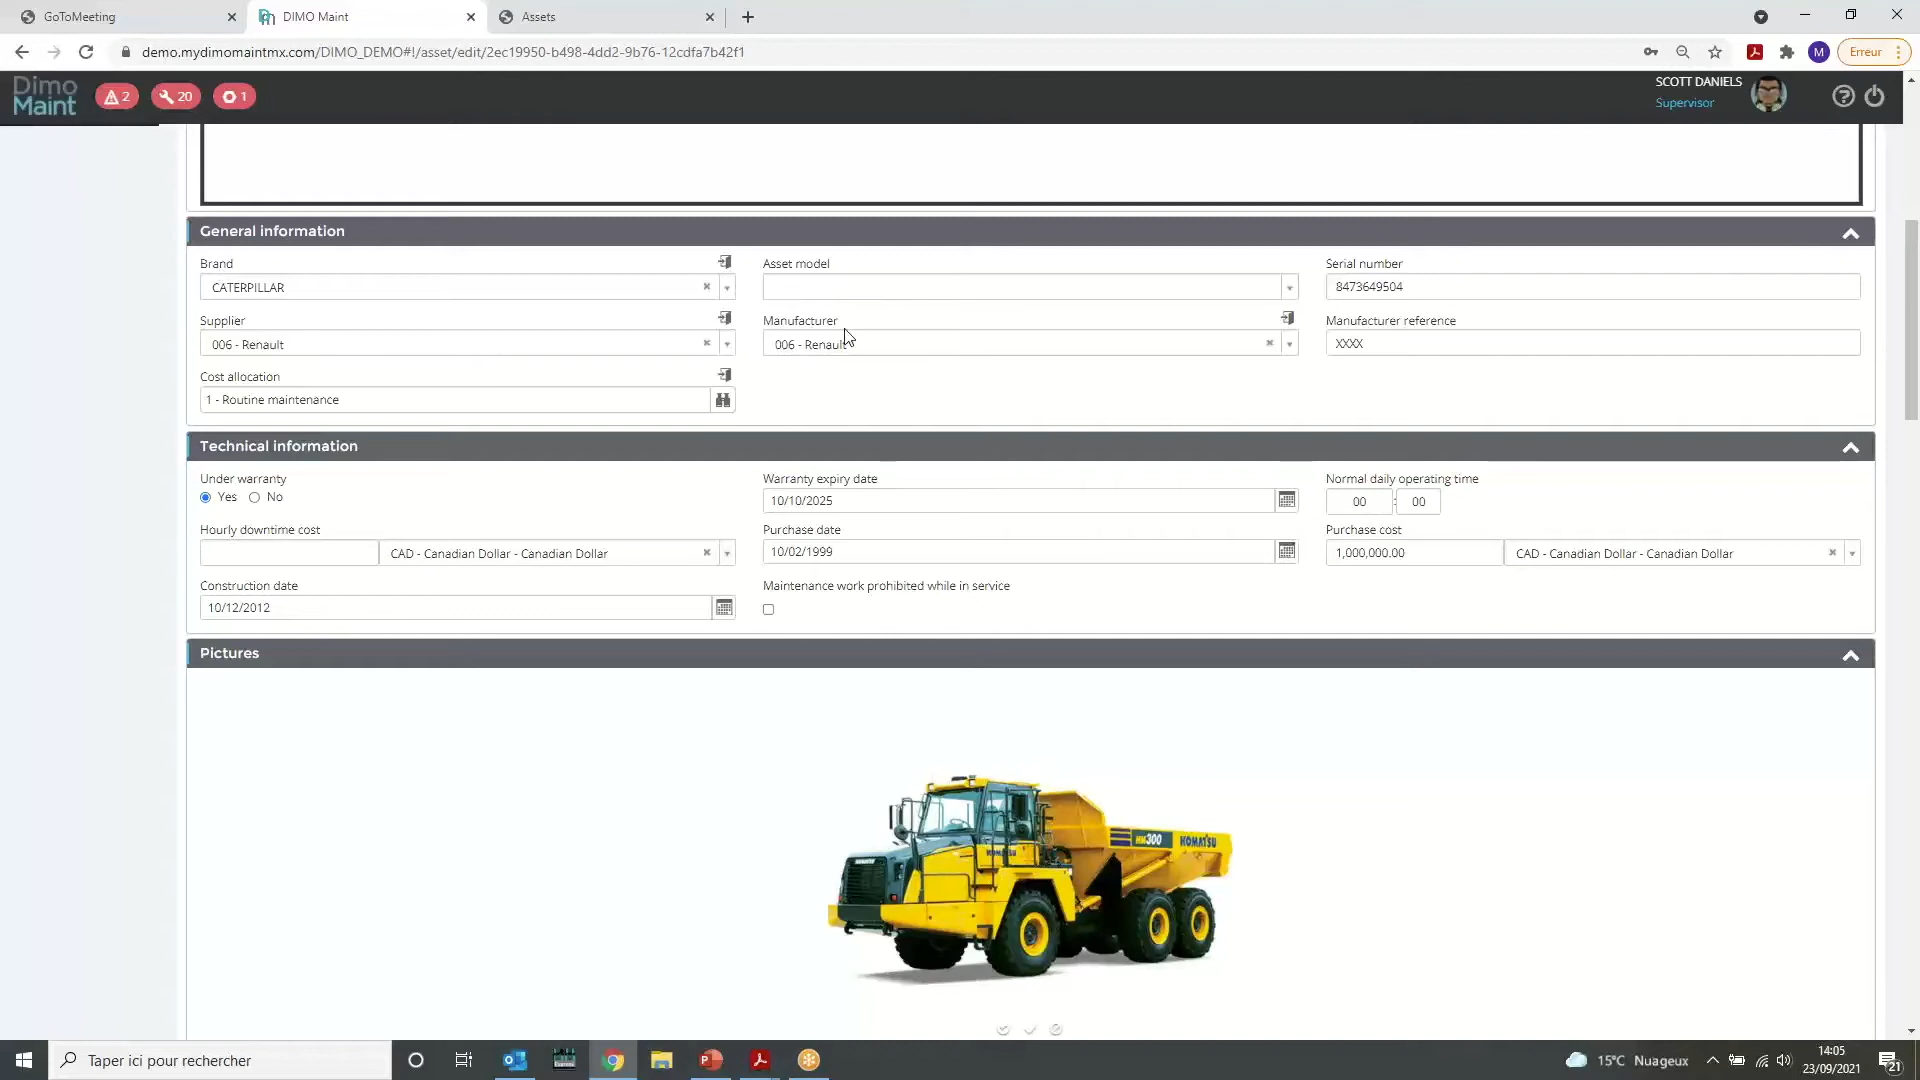 GoToMeeting
DIMO Maint
Assets
demo.mydimomaintmx.com/DIMO_DEMO#!/asset/edit/2ec19950-b498-4dd2-9b76-12cdfa7b42f1
M
Erreur
Dimo
Maint
2
20
1
SCOTT DANIELS
Supervisor
General information
Brand
Asset model
Serial number
CATERPILLAR
8473649504
Supplier
Manufacturer
Manufacturer reference
006 - Renault
006 - Renault
XXXX
Cost allocation
1 - Routine maintenance
Technical information
Under warranty
Warranty expiry date
Normal daily operating time
Yes
No
10/10/2025
00 : 00
Hourly downtime cost
Purchase date
Purchase cost
CAD - Canadian Dollar - Canadian Dollar
10/02/1999
1,000,000.00
CAD - Canadian Dollar - Canadian Dollar
Construction date
Maintenance work prohibited while in service
10/12/2012
Pictures
HM300 KOMATSU
KOMATSU
Taper ici pour rechercher
15°C Nuageux
14:05
23/09/2021
21